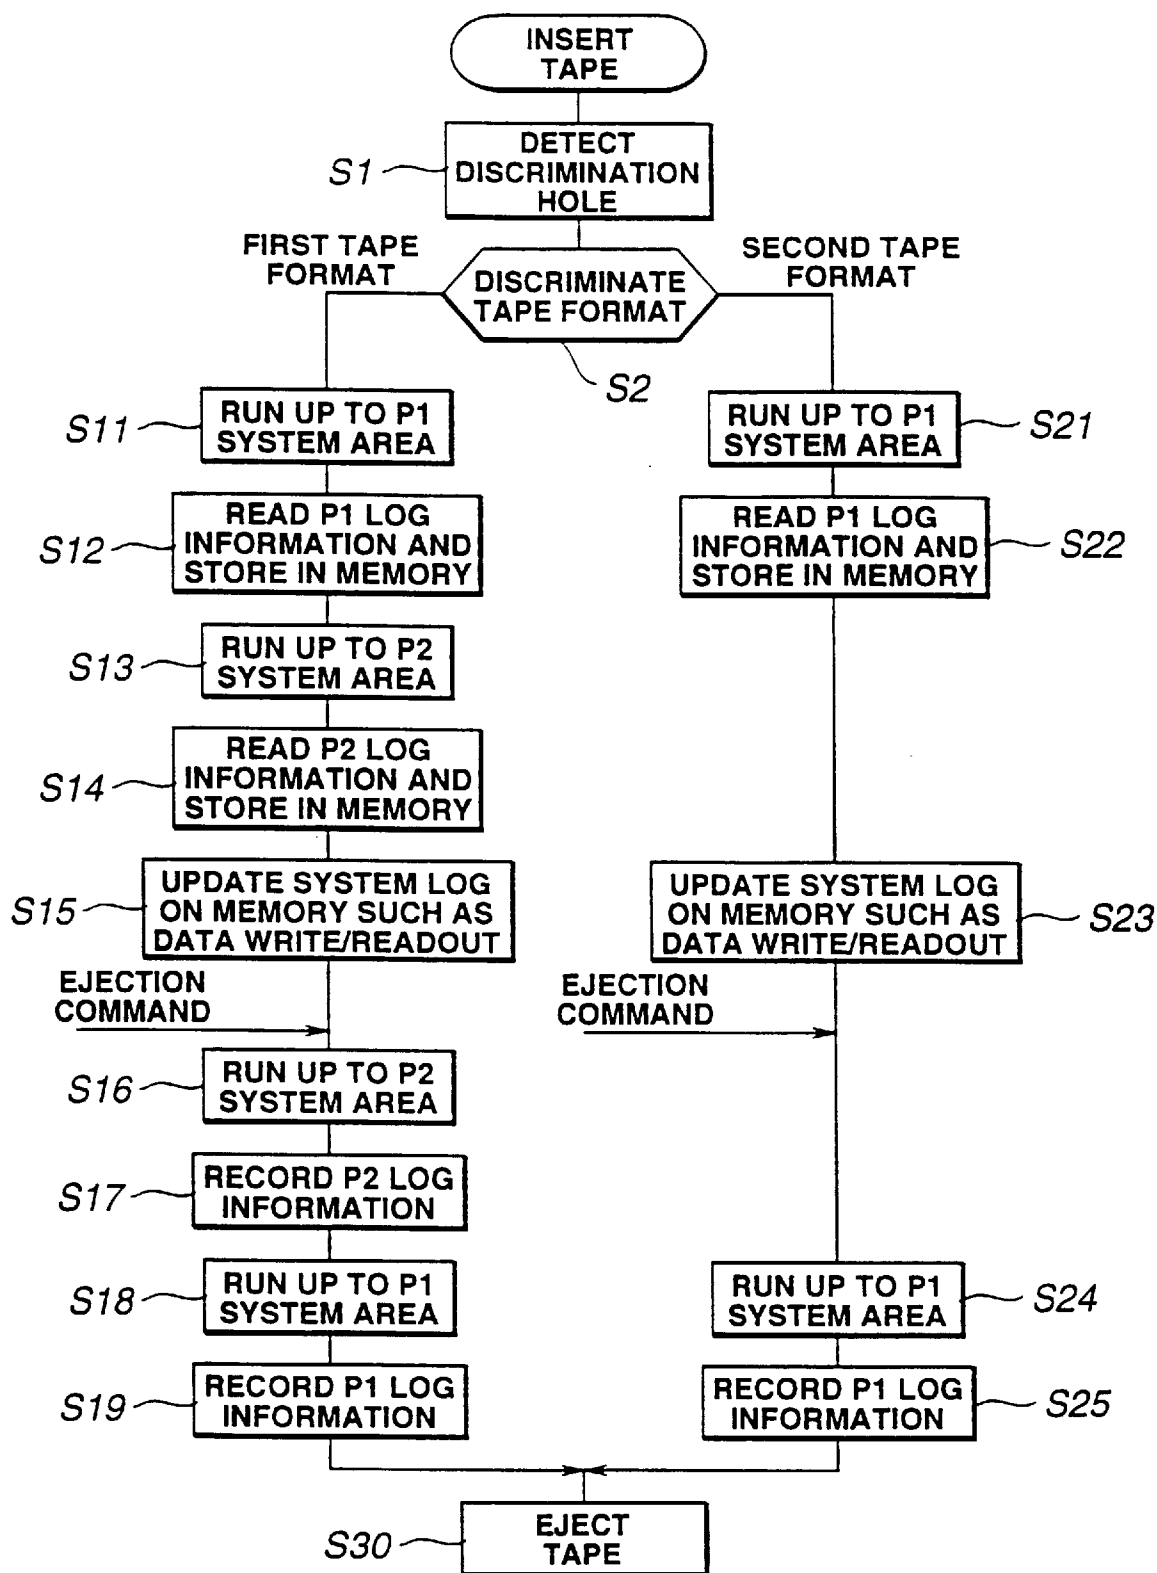 INSERT
TAPE
S1
DETECT
DISCRIMINATION
HOLE
FIRST TAPE
FORMAT
DISCRIMINATE
TAPE FORMAT
SECOND TAPE
FORMAT
S2
S11
RUN UP TO P1
SYSTEM AREA
RUN UP TO P1
SYSTEM AREA
S21
S12
READ P1 LOG
INFORMATION AND
STORE IN MEMORY
READ P1 LOG
INFORMATION AND
STORE IN MEMORY
S22
S13
RUN UP TO P2
SYSTEM AREA
S14
READ P2 LOG
INFORMATION AND
STORE IN MEMORY
S15
UPDATE SYSTEM LOG
ON MEMORY SUCH AS
DATA WRITE/READOUT
UPDATE SYSTEM LOG
ON MEMORY SUCH AS
DATA WRITE/READOUT
S23
EJECTION
COMMAND
EJECTION
COMMAND
S16
RUN UP TO P2
SYSTEM AREA
S17
RECORD P2 LOG
INFORMATION
S18
RUN UP TO P1
SYSTEM AREA
RUN UP TO P1
SYSTEM AREA
S24
S19
RECORD P1 LOG
INFORMATION
RECORD P1 LOG
INFORMATION
S25
S30
EJECT
TAPE